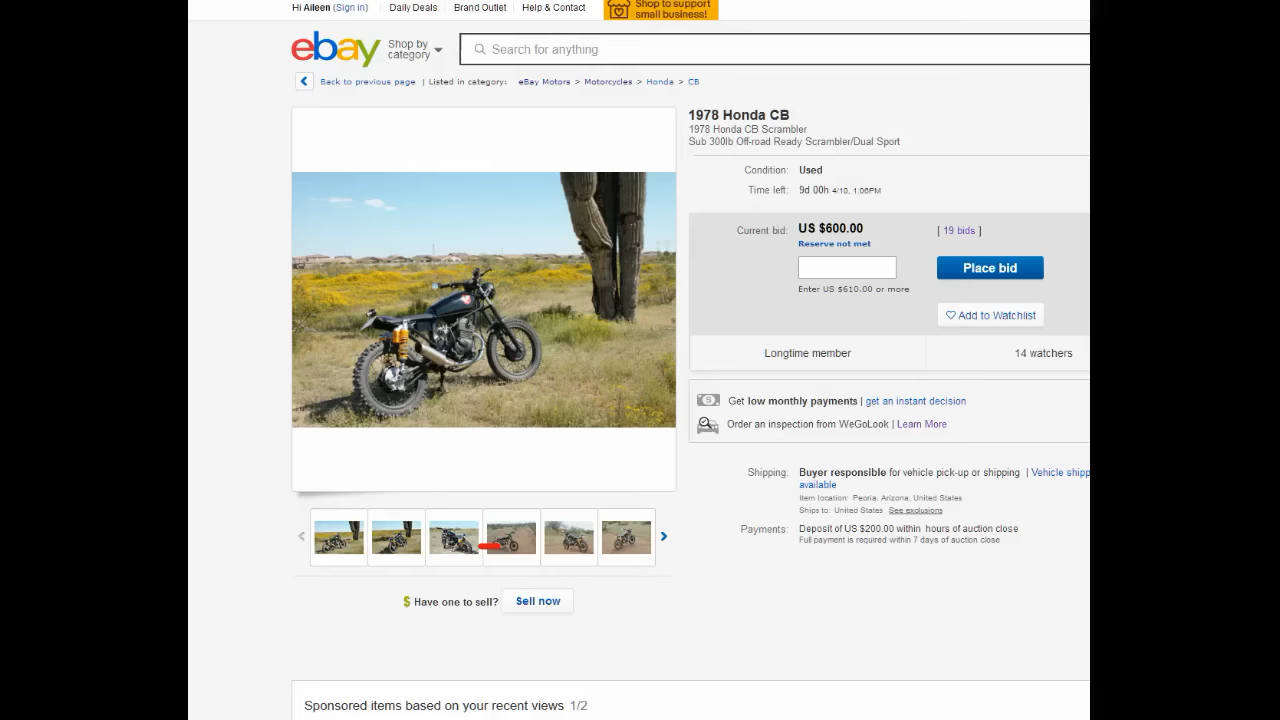 Hi Aileen (Sign in) Daily Deals Brand Outlet Help & Contact
Shop to support
small business!
ebay
Shop by
category
Search for anything
Back to previous page | Listed in category: eBay Motors > Motorcycles > Honda > CB
1978 Honda CB
1978 Honda CB Scrambler
Sub 300lb Off-road Ready Scrambler/Dual Sport
Condition: Used
Time left: 9d 00h 4/10, 1:06PM
Current bid: US $600.00 [ 19 bids ]
Reserve not met
Place bid
Enter US $610.00 or more
Add to Watchlist
Longtime member 14 watchers
Get low monthly payments | get an instant decision
Order an inspection from WeGoLook | Learn More
Shipping: Buyer responsible for vehicle pick-up or shipping | Vehicle shipp
available
Item location: Peoria, Arizona, United States
Ships to: United States See exclusions
Payments: Deposit of US $200.00 within hours of auction close
Full payment is required within 7 days of auction close
$ Have one to sell? Sell now
Sponsored items based on your recent views 1/2